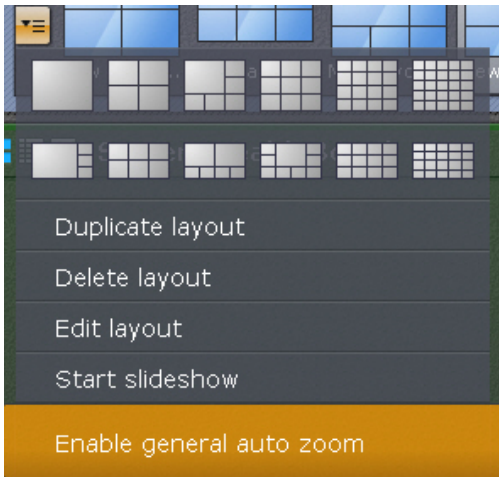 Duplicate layout
Delete layout
Edit layout
Start slideshow
Enable general auto zoom